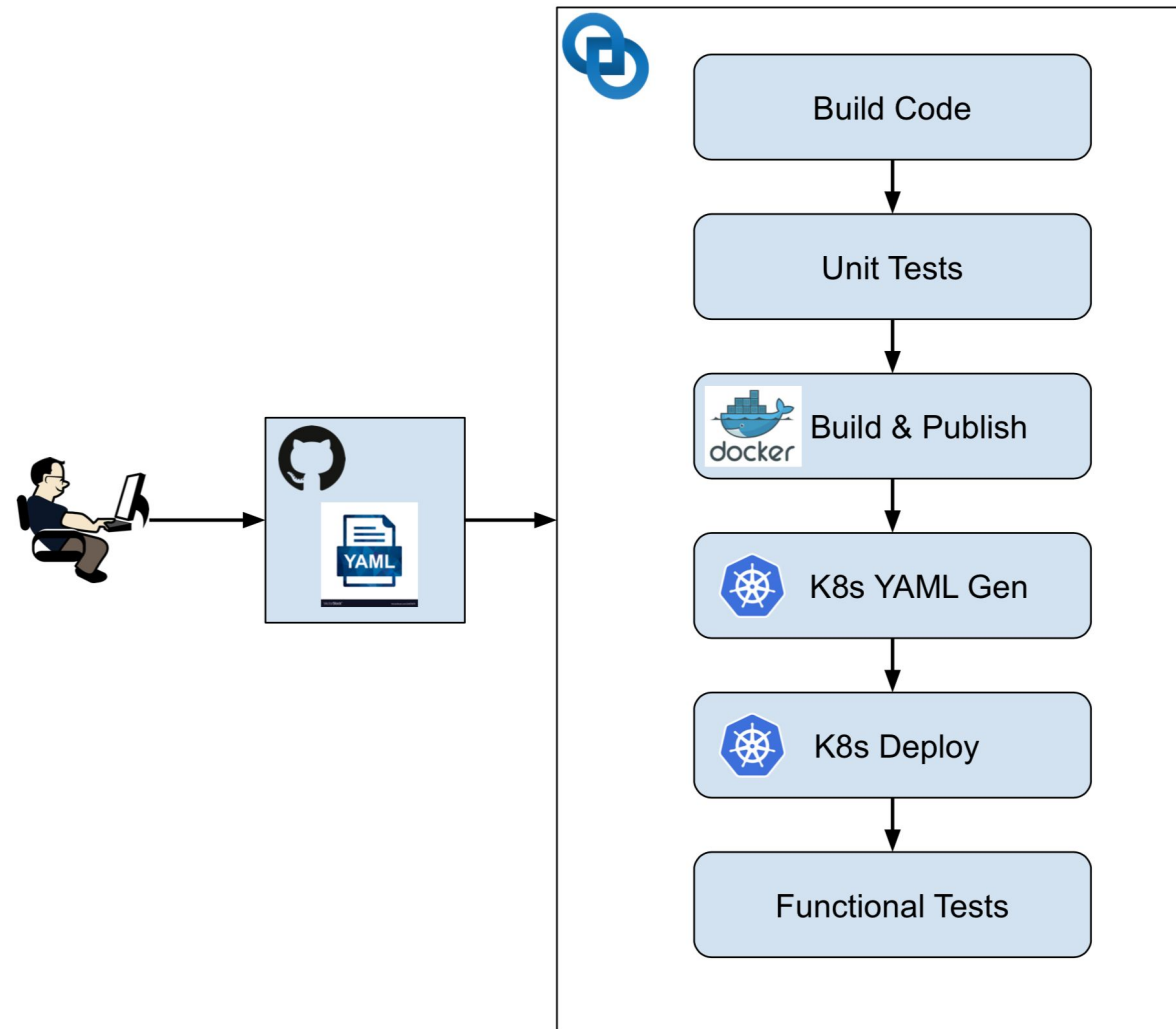 Build Code
Unit Tests
docker
Build & Publish
YAML
K8s YAML Gen
K8s Deploy
Functional Tests